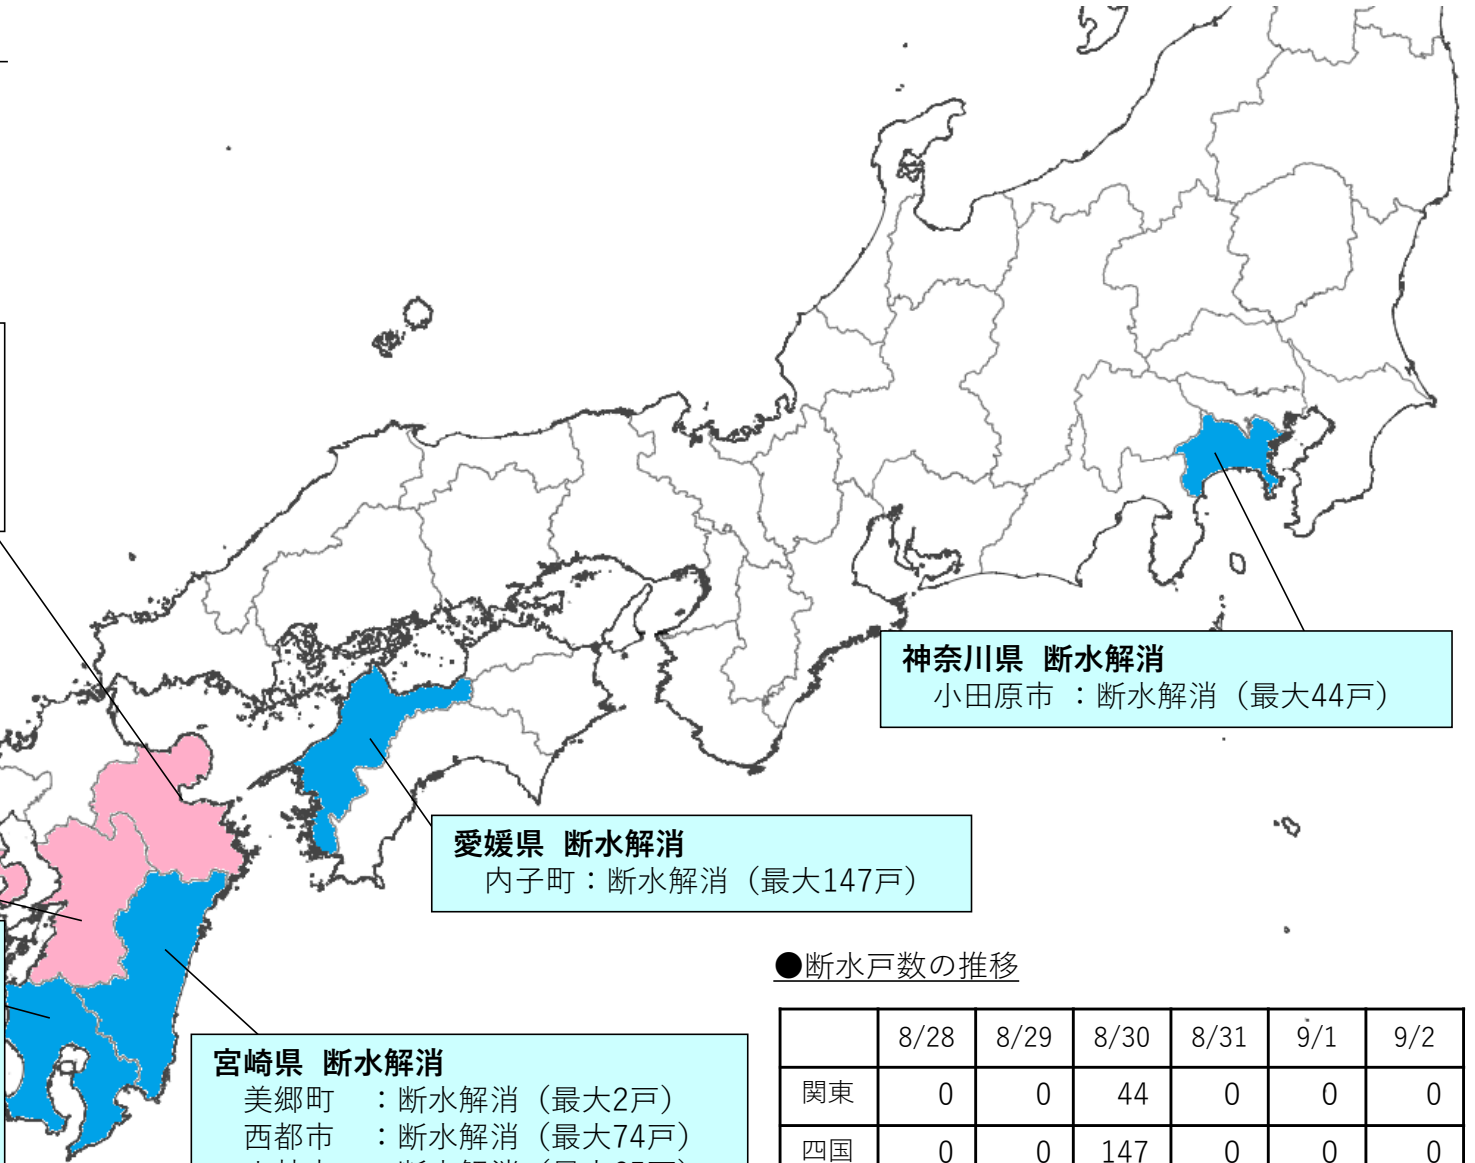 神奈川県 断水解消
小田原市 ：断水解消（最大44戸）
愛媛県 断水解消
内子町：断水解消（最大147戸）
宮崎県 断水解消
美郷町 ：断水解消（最大2戸）
西都市 ：断水解消（最大74戸）
●断水戸数の推移
8/28 8/29 8/30 8/31 9/1 9/2
関東 0 0 44 0 0 0
四国 0 0 147 0 0 0